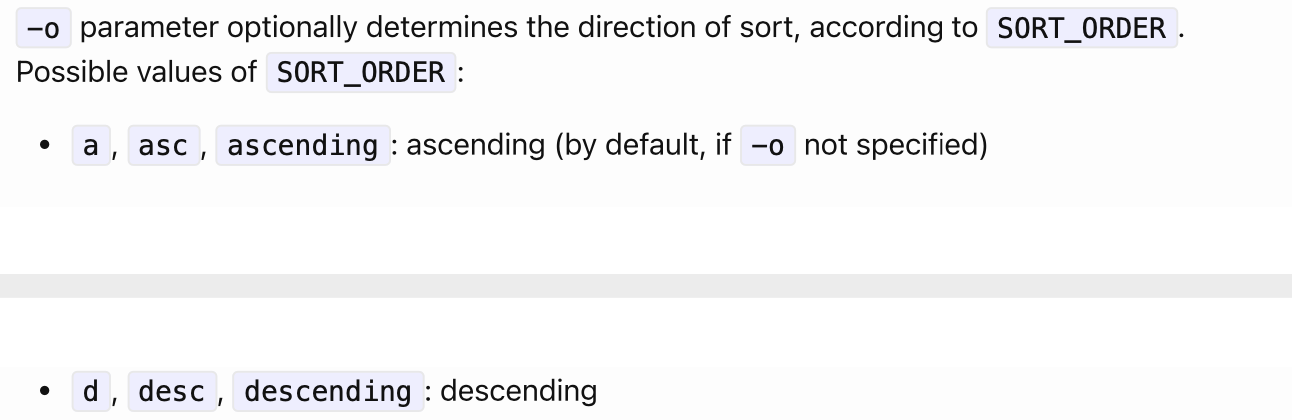 -o parameter optionally determines the direction of sort, according to SORT_ORDER.
Possible values of SORT_ORDER:
• a, asc, ascending: ascending (by default, if -o not specified)
• d, desc, descending: descending